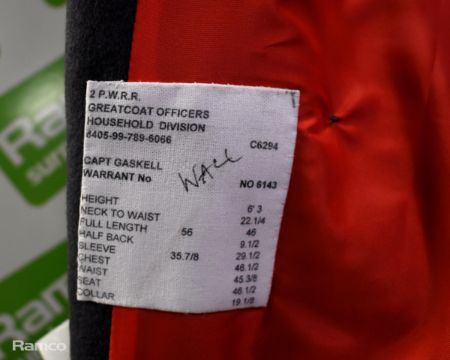 2 P.W.R.R.
GREATCOAT OFFICERS
HOUSEHOLD DIVISION
8405-99-789-6066 C6294
CAPT GASKELL WALL
WARRANT No NO 6143
HEIGHT 6' 3
NECK TO WAIST 22.1/4
FULL LENGTH 56 46
HALF BACK 9.1/2
SLEEVE 35.7/8 29.1/2
CHEST 46.1/2
WAIST 45.3/8
SEAT 46.1/2
COLLAR 19.1/8
Ramco
Ramco